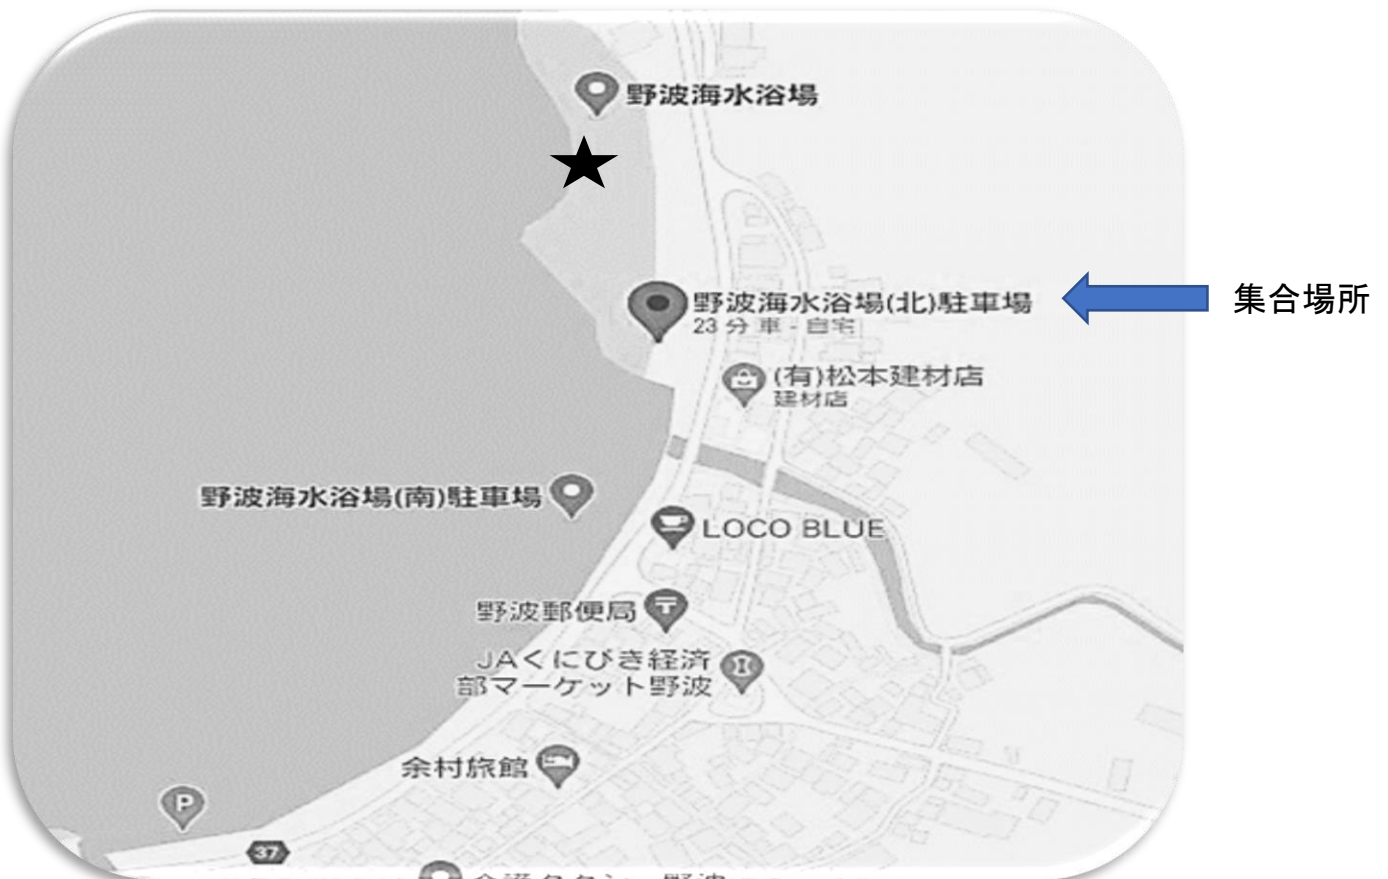 野波海水浴場
野波海水浴場(北)駐車場
23 分 車 - 自宅
集合場所
(有)松本建材店
建材店
野波海水浴場(南)駐車場
LOCO BLUE
野波郵便局
JAくにびき経済
部マーケット野波
余村旅館
P
37